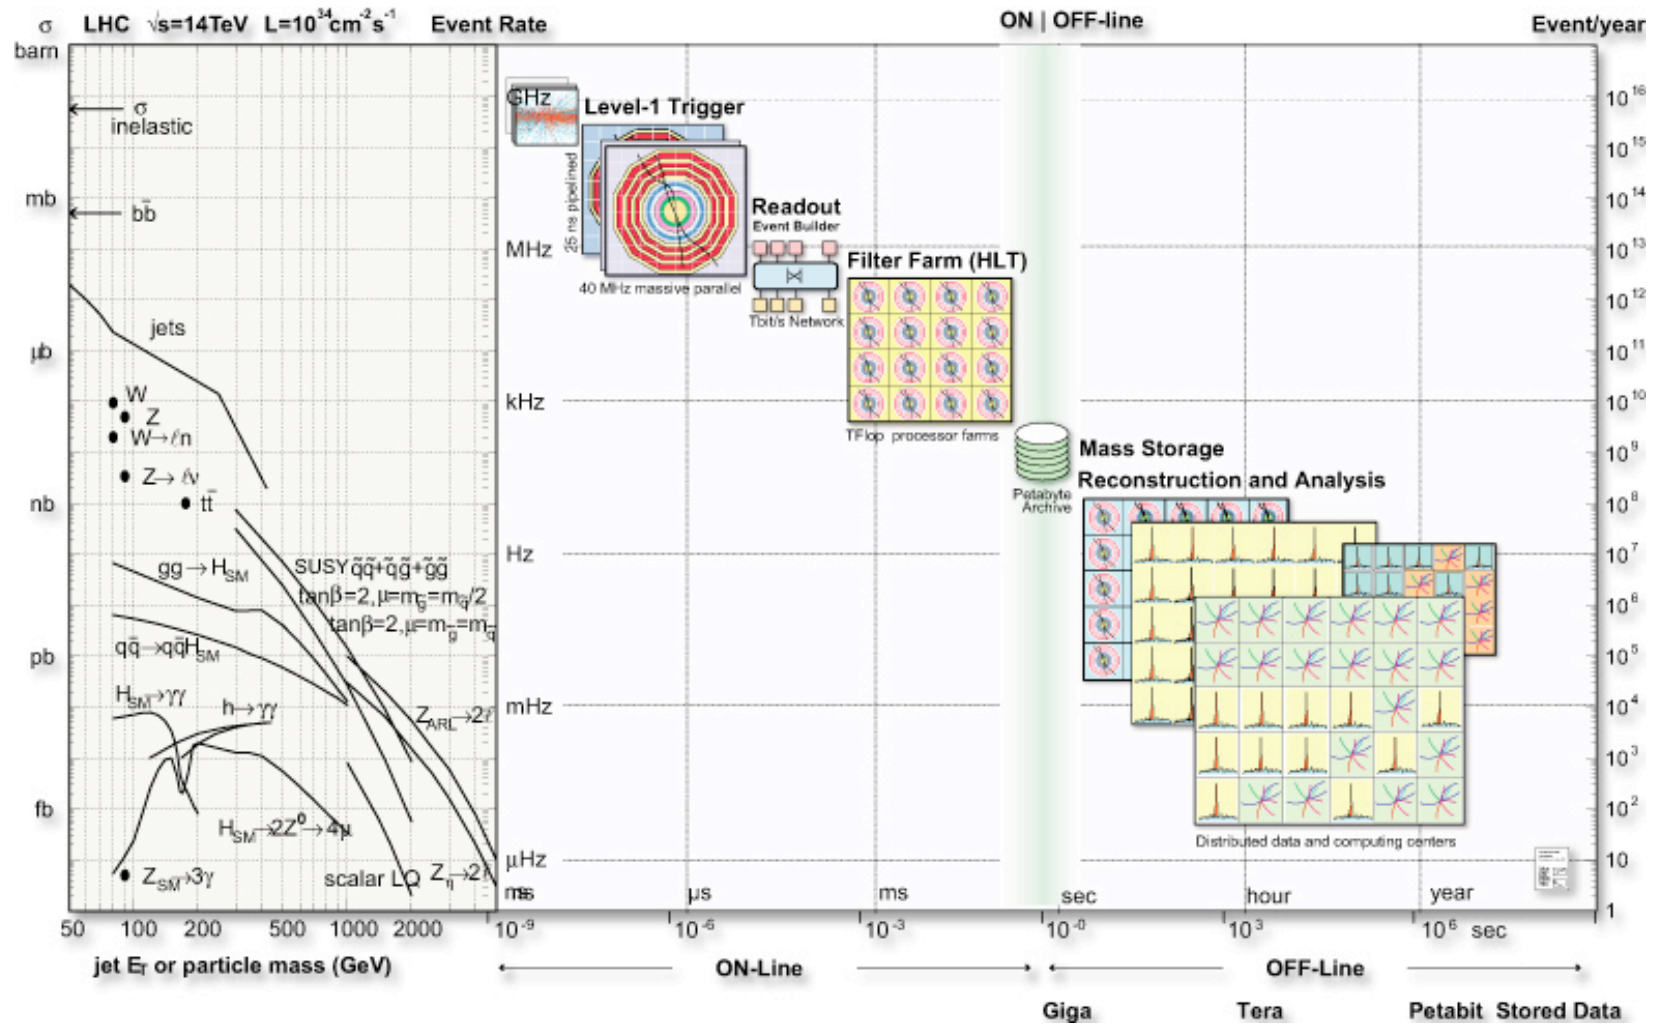 σ LHC √s=14TeV L=10³⁴cm⁻²s⁻¹ Event Rate
ON | OFF-line
Event/year
barn
σ
inelastic
mb
bb̄
jets
μb
W
Z
W→ℓn
Z→ℓν
nb
tt̄
gg→H_SM
SUSY q̃q̃+q̃g̃+g̃g̃
tanβ=2,μ=m_g̃=m_q̃/2
tanβ=2,μ=m_g̃=m_q̃
qq̄→qq̄H_SM
pb
H_SM→γγ
h→γγ
Z_ARL→2ℓ
fb
H_SM→2Z⁰→4μ
Z_SM→3γ
scalar LQ
Z_η→2ℓ
50 100 200 500 1000 2000
jet E_T or particle mass (GeV)
GHz
MHz
kHz
Hz
mHz
μHz
Level-1 Trigger
25 ns pipelined
40 MHz massive parallel
Readout
Event Builder
Tbit/s Network
Filter Farm (HLT)
TFlop processor farms
Petabyte
Archive
Mass Storage
Reconstruction and Analysis
Distributed data and computing centers
10¹⁶
10¹⁵
10¹⁴
10¹³
10¹²
10¹¹
10¹⁰
10⁹
10⁸
10⁷
10⁶
10⁵
10⁴
10³
10²
10
1
ns μs ms sec hour year
10⁻⁹ 10⁻⁶ 10⁻³ 10⁻⁰ 10³ 10⁶ sec
ON-Line OFF-Line
Giga Tera Petabit Stored Data